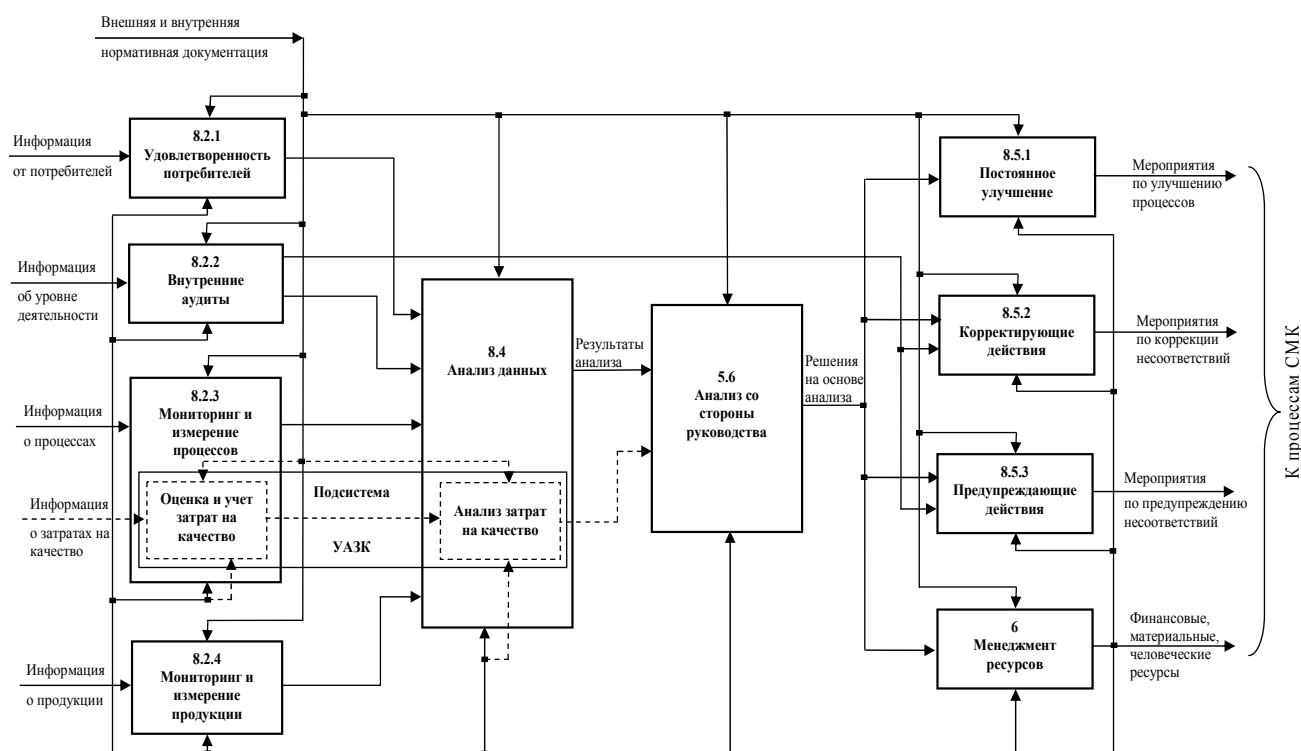 Внешняя и внутренняя
нормативная документация
Информация
от потребителей
8.2.1
Удовлетворенность
потребителей
Информация
об уровне
деятельности
8.2.2
Внутренние
аудиты
Информация
о процессах
8.2.3
Мониторинг и
измерение
процессов
Информация
о затратах на
качество
Оценка и учет
затрат на
качество
Подсистема
УАЗК
Анализ затрат
на качество
Информация
о продукции
8.2.4
Мониторинг и
измерение
продукции
8.4
Анализ данных
Результаты
анализа
5.6
Анализ со
стороны
руководства
Решения
на основе
анализа
8.5.1
Постоянное
улучшение
Мероприятия
по улучшению
процессов
8.5.2
Корректирующие
действия
Мероприятия
по коррекции
несоответствий
8.5.3
Предупреждающие
действия
Мероприятия
по предупреждению
несоответствий
6
Менеджмент
ресурсов
Финансовые,
материальные,
человеческие
ресурсы
К процессам СМК